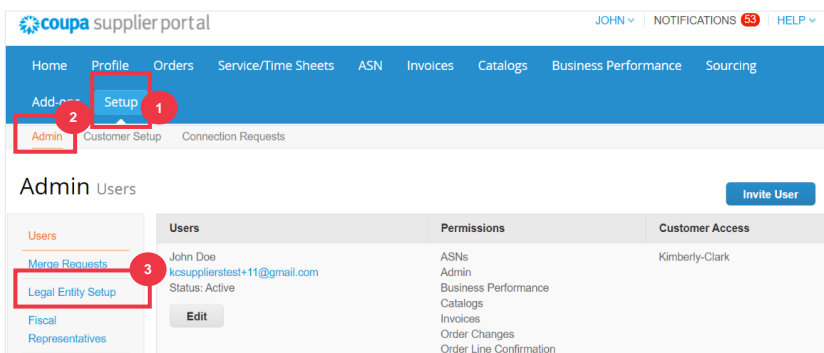 coupa supplier portal
JOHN NOTIFICATIONS 53 HELP
Home Profile Orders Service/Time Sheets ASN Invoices Catalogs Business Performance Sourcing
Add-ons Setup 1
2
Admin Customer Setup Connection Requests
Admin Users
Invite User
Users
Merge Requests
3
Legal Entity Setup
Fiscal
Representatives
Users Permissions Customer Access
John Doe ASNs Kimberly-Clark
kcsupplierstest+11@gmail.com Admin
Status: Active Business Performance
Catalogs
Edit Invoices
Order Changes
Order Line Confirmation